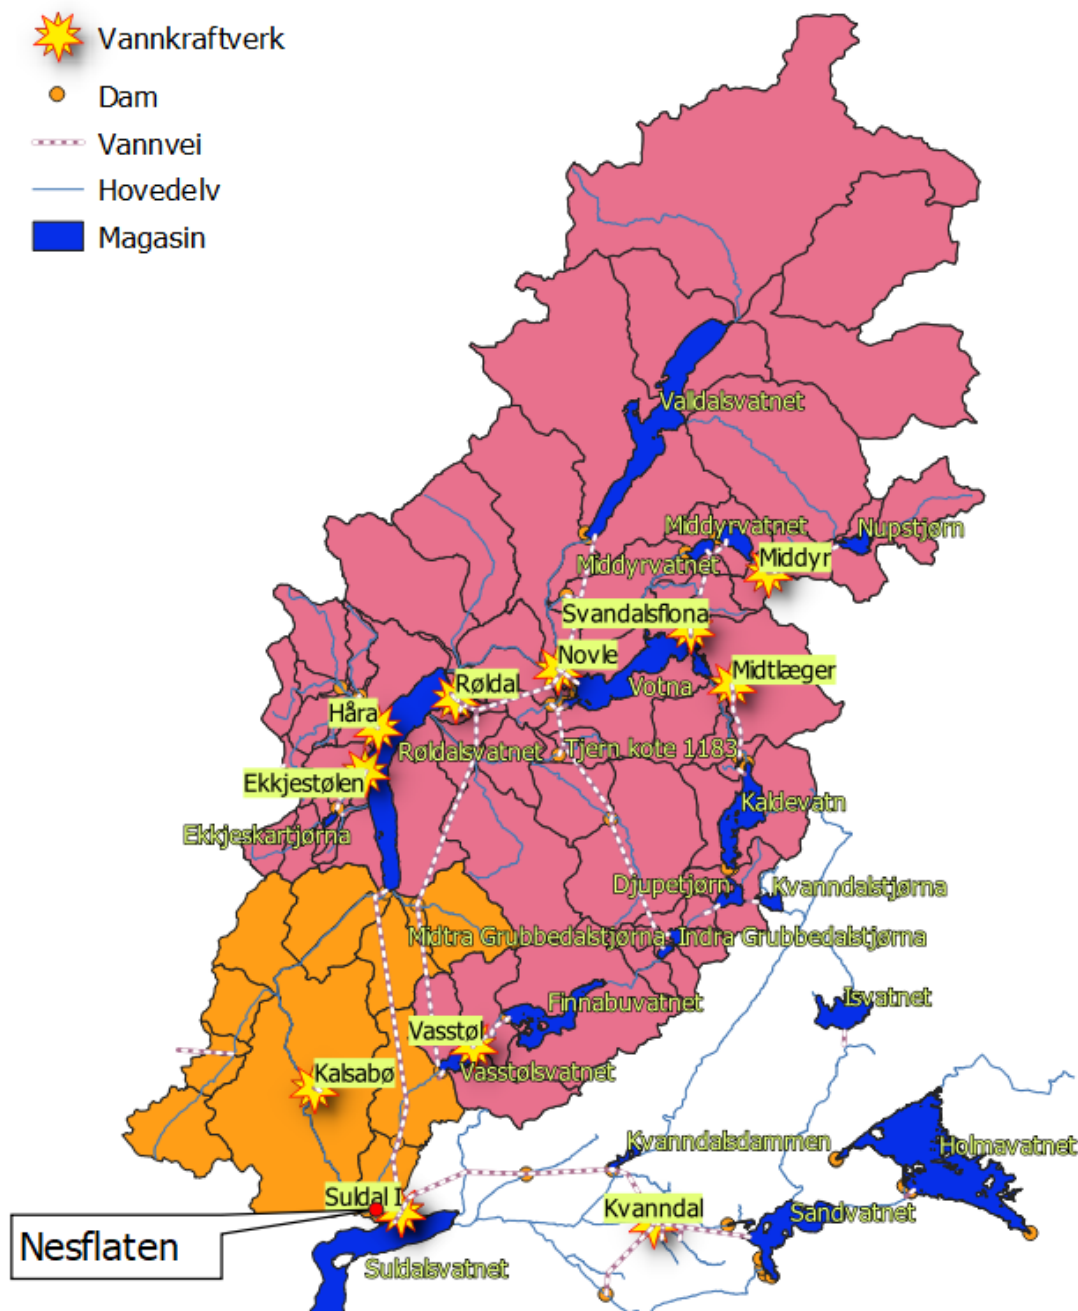 Vannkraftverk
Dam
Vannvei
Hovedelv
Magasin
Valldalsvatnet
Middyrvatnet
Nupstjørn
Middyrvatnet
Middyr
Svandalsflona
Novle
Midtlæger
Røldal
Votna
Håra
Røldalsvatnet
Tjern kote 1183
Ekkjestølen
Kaldevatn
Ekkjeskartjørna
Djupetjørn
Kvanndalstjørna
Midtra Grubbedalstjørna
Indra Grubbedalstjørna
Isvatnet
Finnabuvatnet
Vasstøl
Vasstølsvatnet
Kalsabø
Kvanndalsdammen
Holmavatnet
Suldal I
Kvanndal
Sandvatnet
Nesflaten
Suldalsvatnet